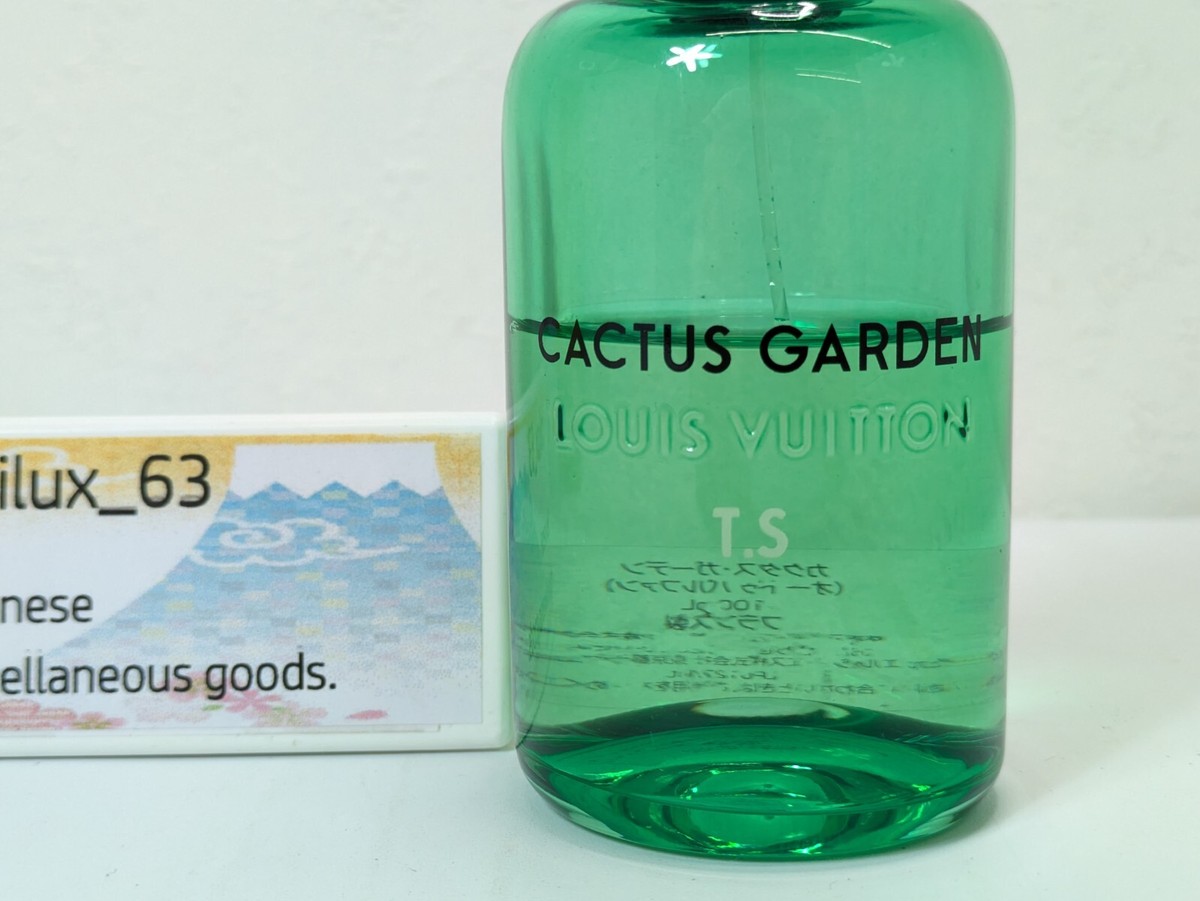 ilux_63
nese
ellaneous goods.
CACTUS GARDEN
LOUIS VUITTON
T.S
カクタス・ガーデン
(オー ドゥ パルファン)
100 mL
フランス製